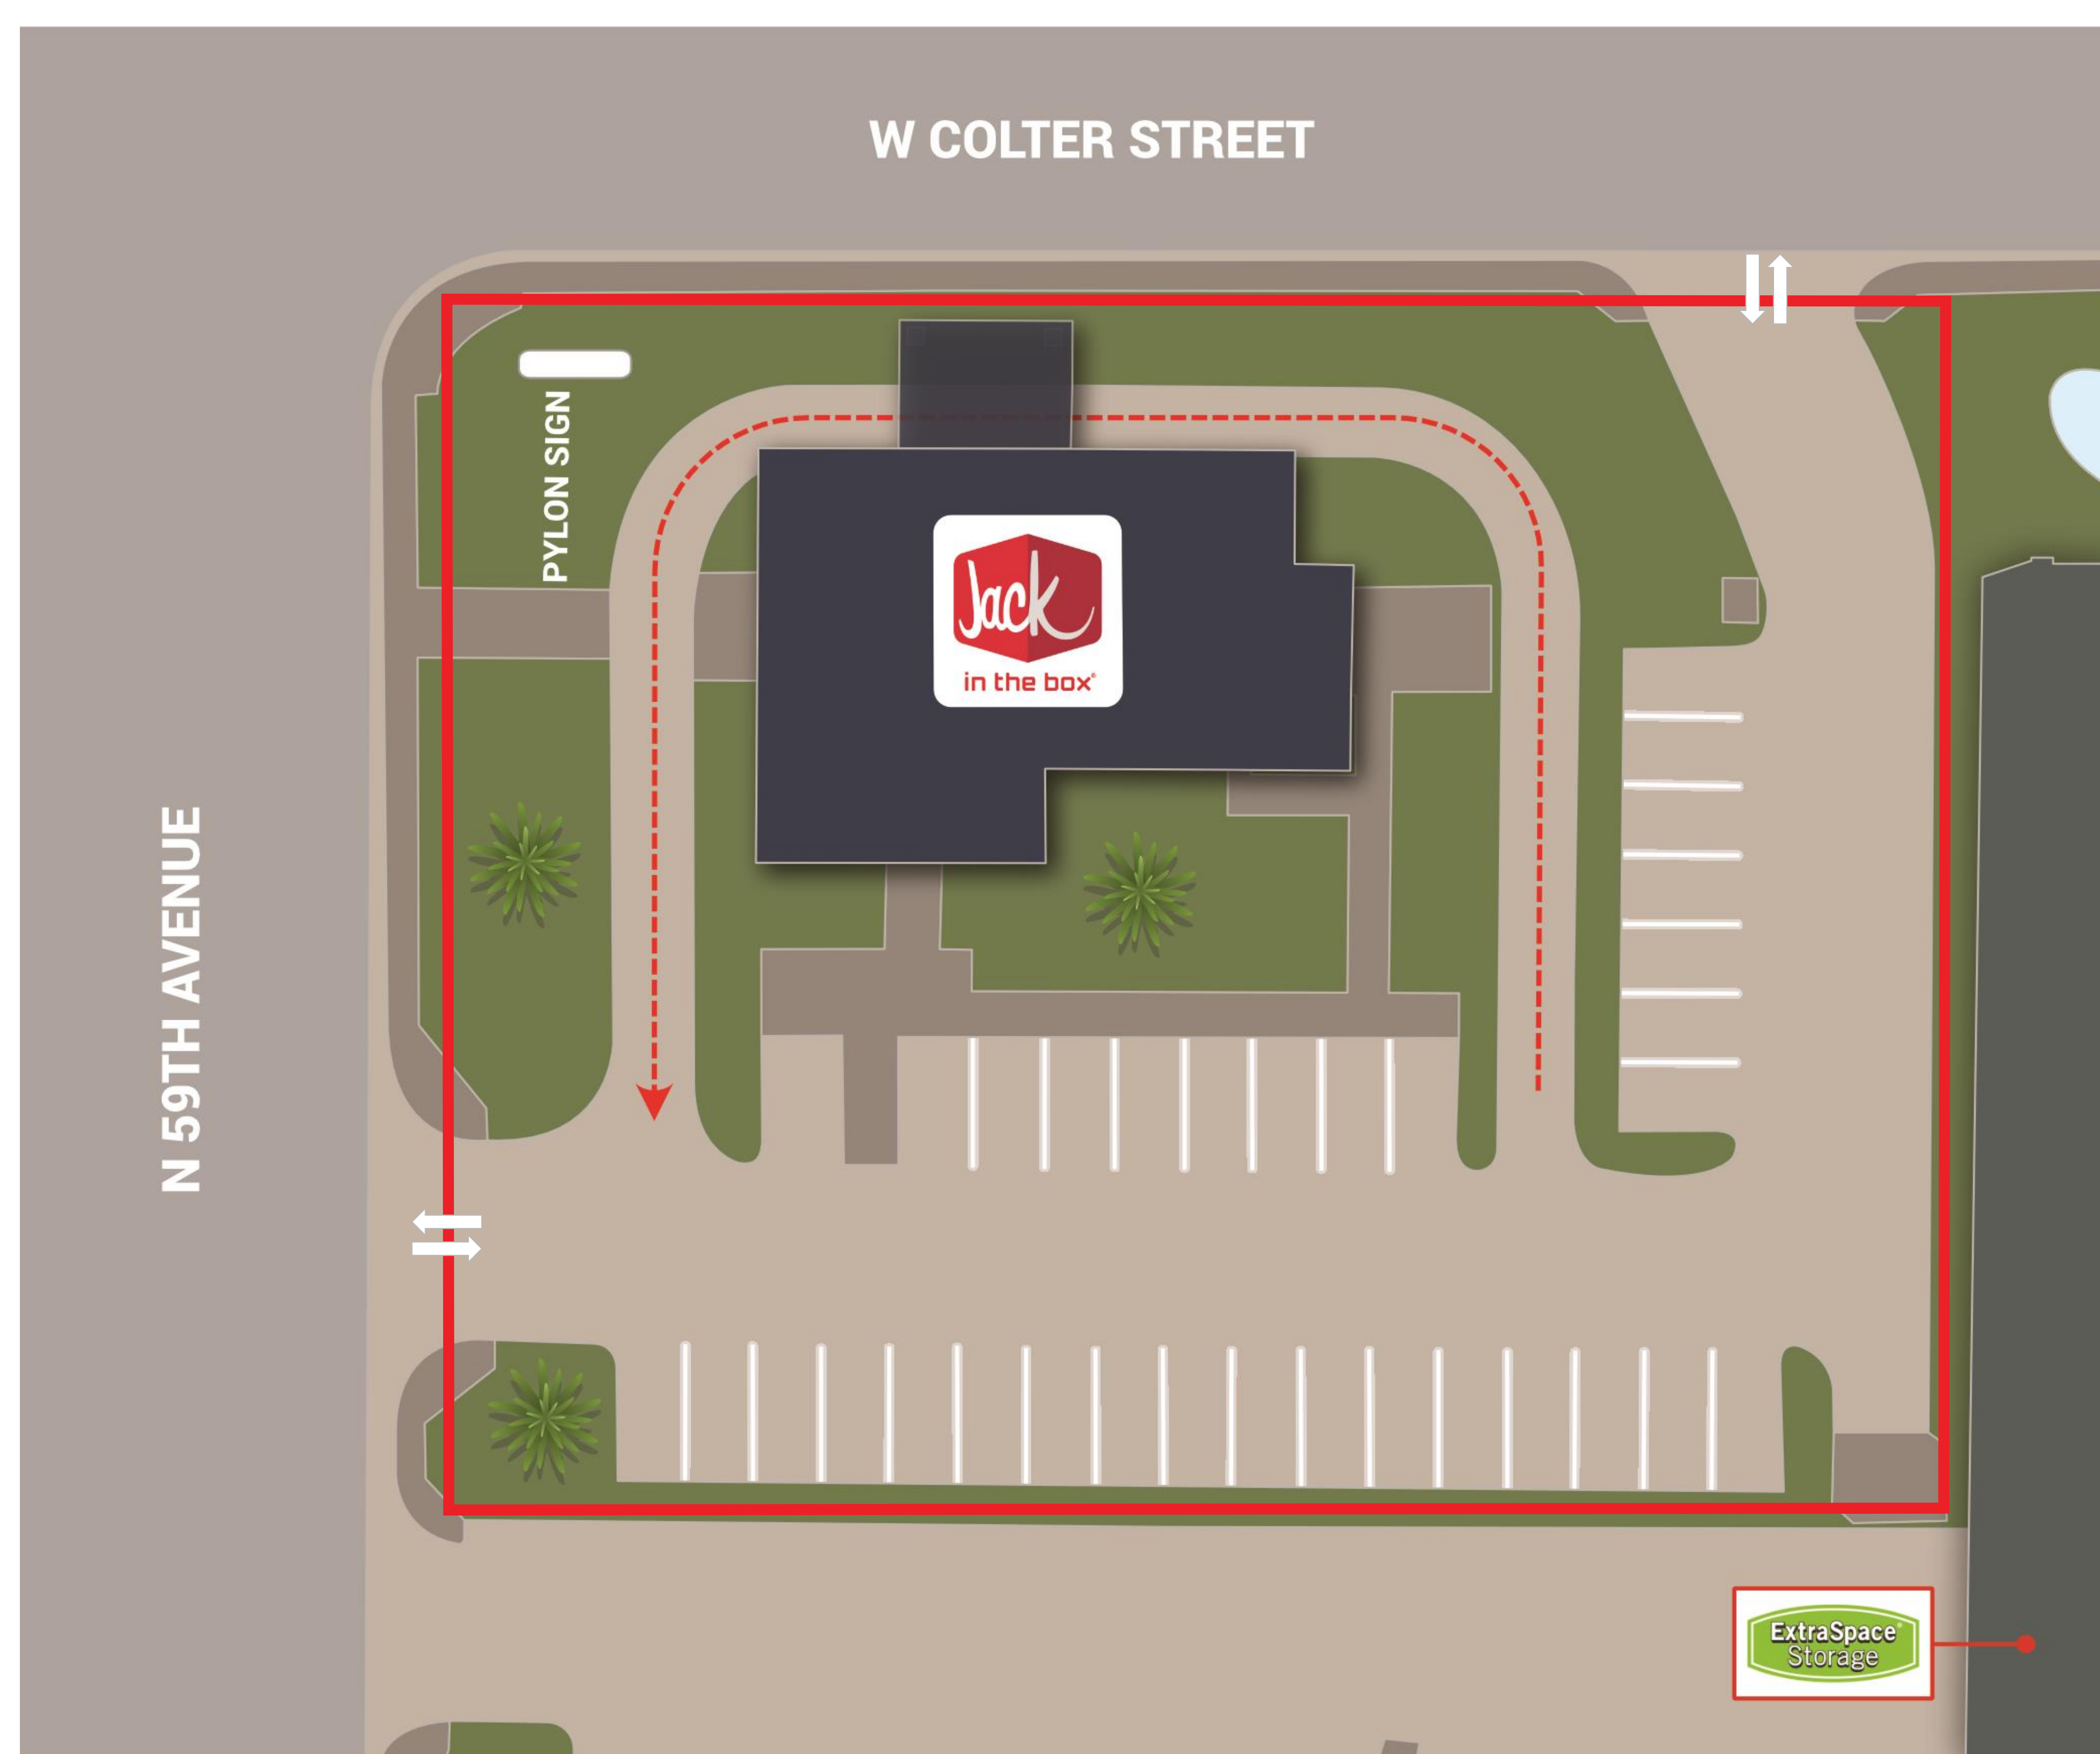 W COLTER STREET
PYLON SIGN
Jack
in the box®
N 59TH AVENUE
ExtraSpace®
Storage